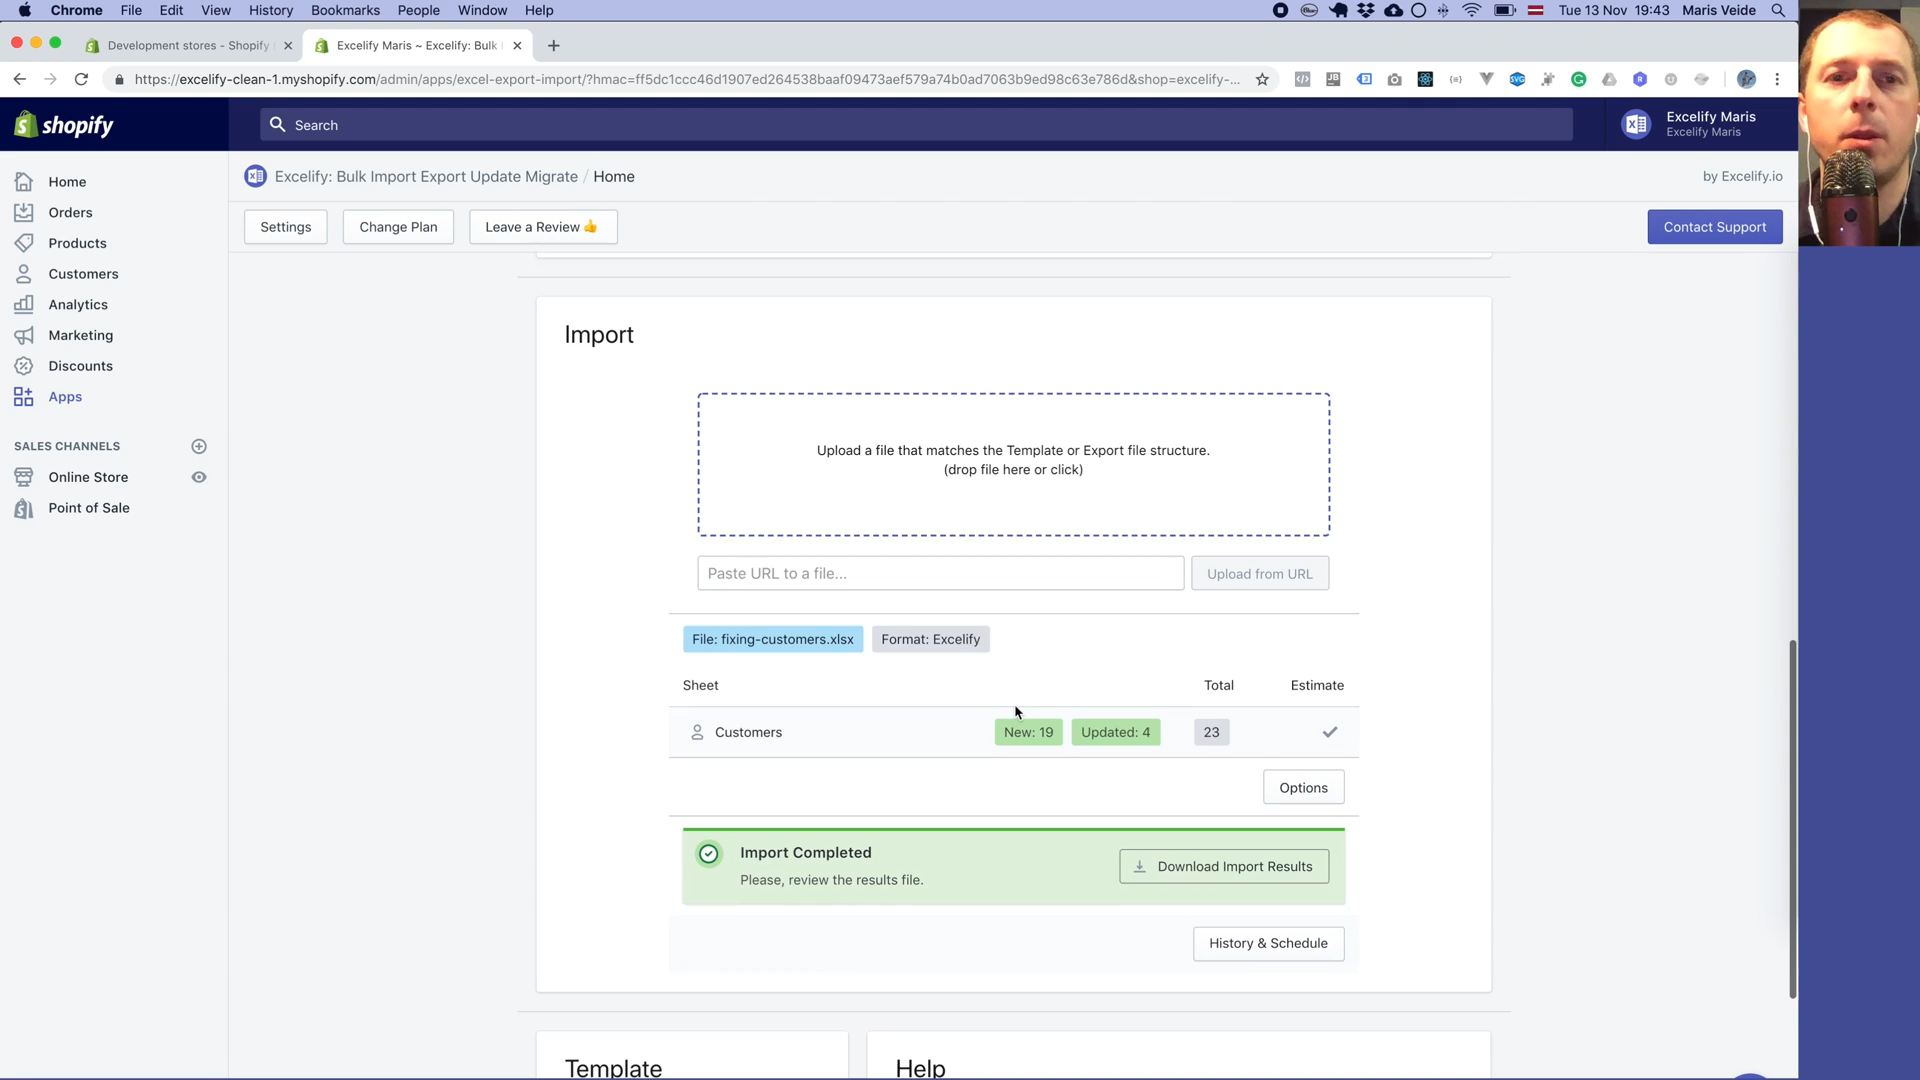 Chrome File Edit View History Bookmarks People Window Help Tue 13 Nov 19:43 Maris Veide
Development stores - Shopify Excelify Maris ~ Excelify: Bulk
https://excelify-clean-1.myshopify.com/admin/apps/excel-export-import/?hmac=ff5dc1ccc46d1907ed264538baaf09473aef579a74b0ad7063b9ed98c63e786d&shop=excelify-...
shopify Search Excelify Maris
Excelify Maris
Excelify: Bulk Import Export Update Migrate / Home by Excelify.io
Settings Change Plan Leave a Review 👍 Contact Support
Home
Orders
Products
Customers
Analytics
Marketing
Discounts
Apps
SALES CHANNELS
Online Store
Point of Sale
Import
Upload a file that matches the Template or Export file structure.
(drop file here or click)
Paste URL to a file... Upload from URL
File: fixing-customers.xlsx Format: Excelify
Sheet Total Estimate
Customers New: 19 Updated: 4 23
Options
Import Completed
Please, review the results file.
Download Import Results
History & Schedule
Template Help